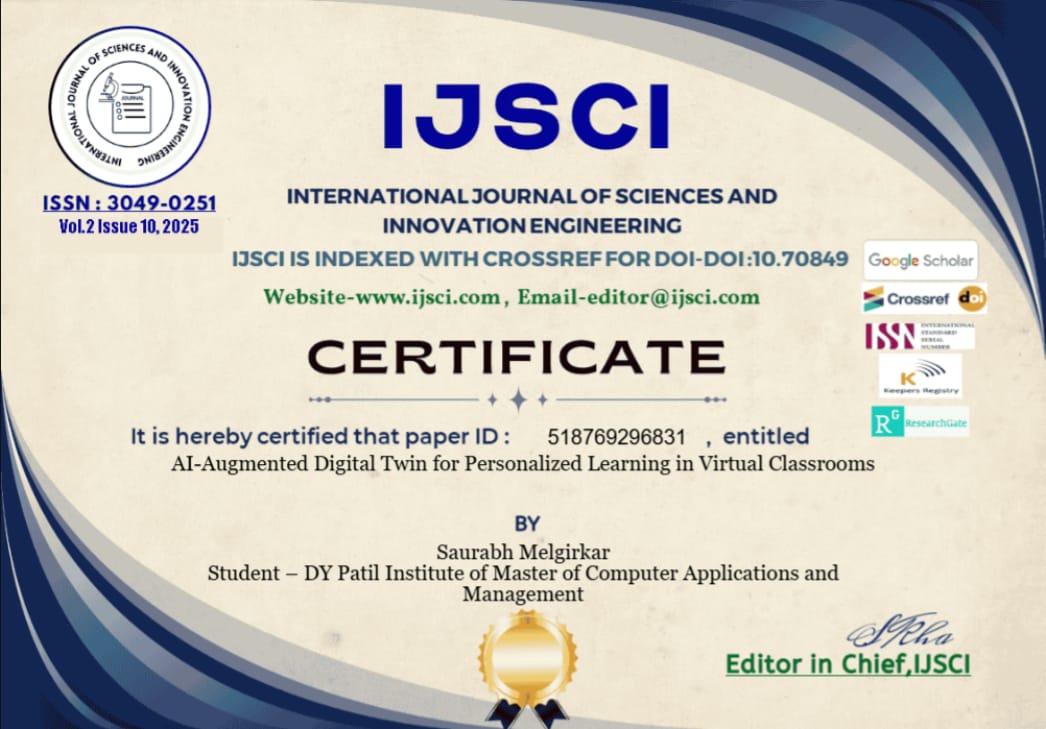 INTERNATIONAL JOURNAL OF SCIENCES AND INNOVATION ENGINEERING
JOURNAL
ISSN : 3049-0251
Vol.2 Issue 10, 2025
IJSCI
INTERNATIONAL JOURNAL OF SCIENCES AND
INNOVATION ENGINEERING
IJSCI IS INDEXED WITH CROSSREF FOR DOI-DOI:10.70849
Website-www.ijsci.com, Email-editor@ijsci.com
Google Scholar
Crossref doi
ISSN
INTERNATIONAL
STANDARD
SERIAL
NUMBER
K
Keepers Registry
RG
ResearchGate
CERTIFICATE
It is hereby certified that paper ID : 518769296831 , entitled
AI-Augmented Digital Twin for Personalized Learning in Virtual Classrooms
BY
Saurabh Melgirkar
Student – DY Patil Institute of Master of Computer Applications and
Management
Editor in Chief,IJSCI